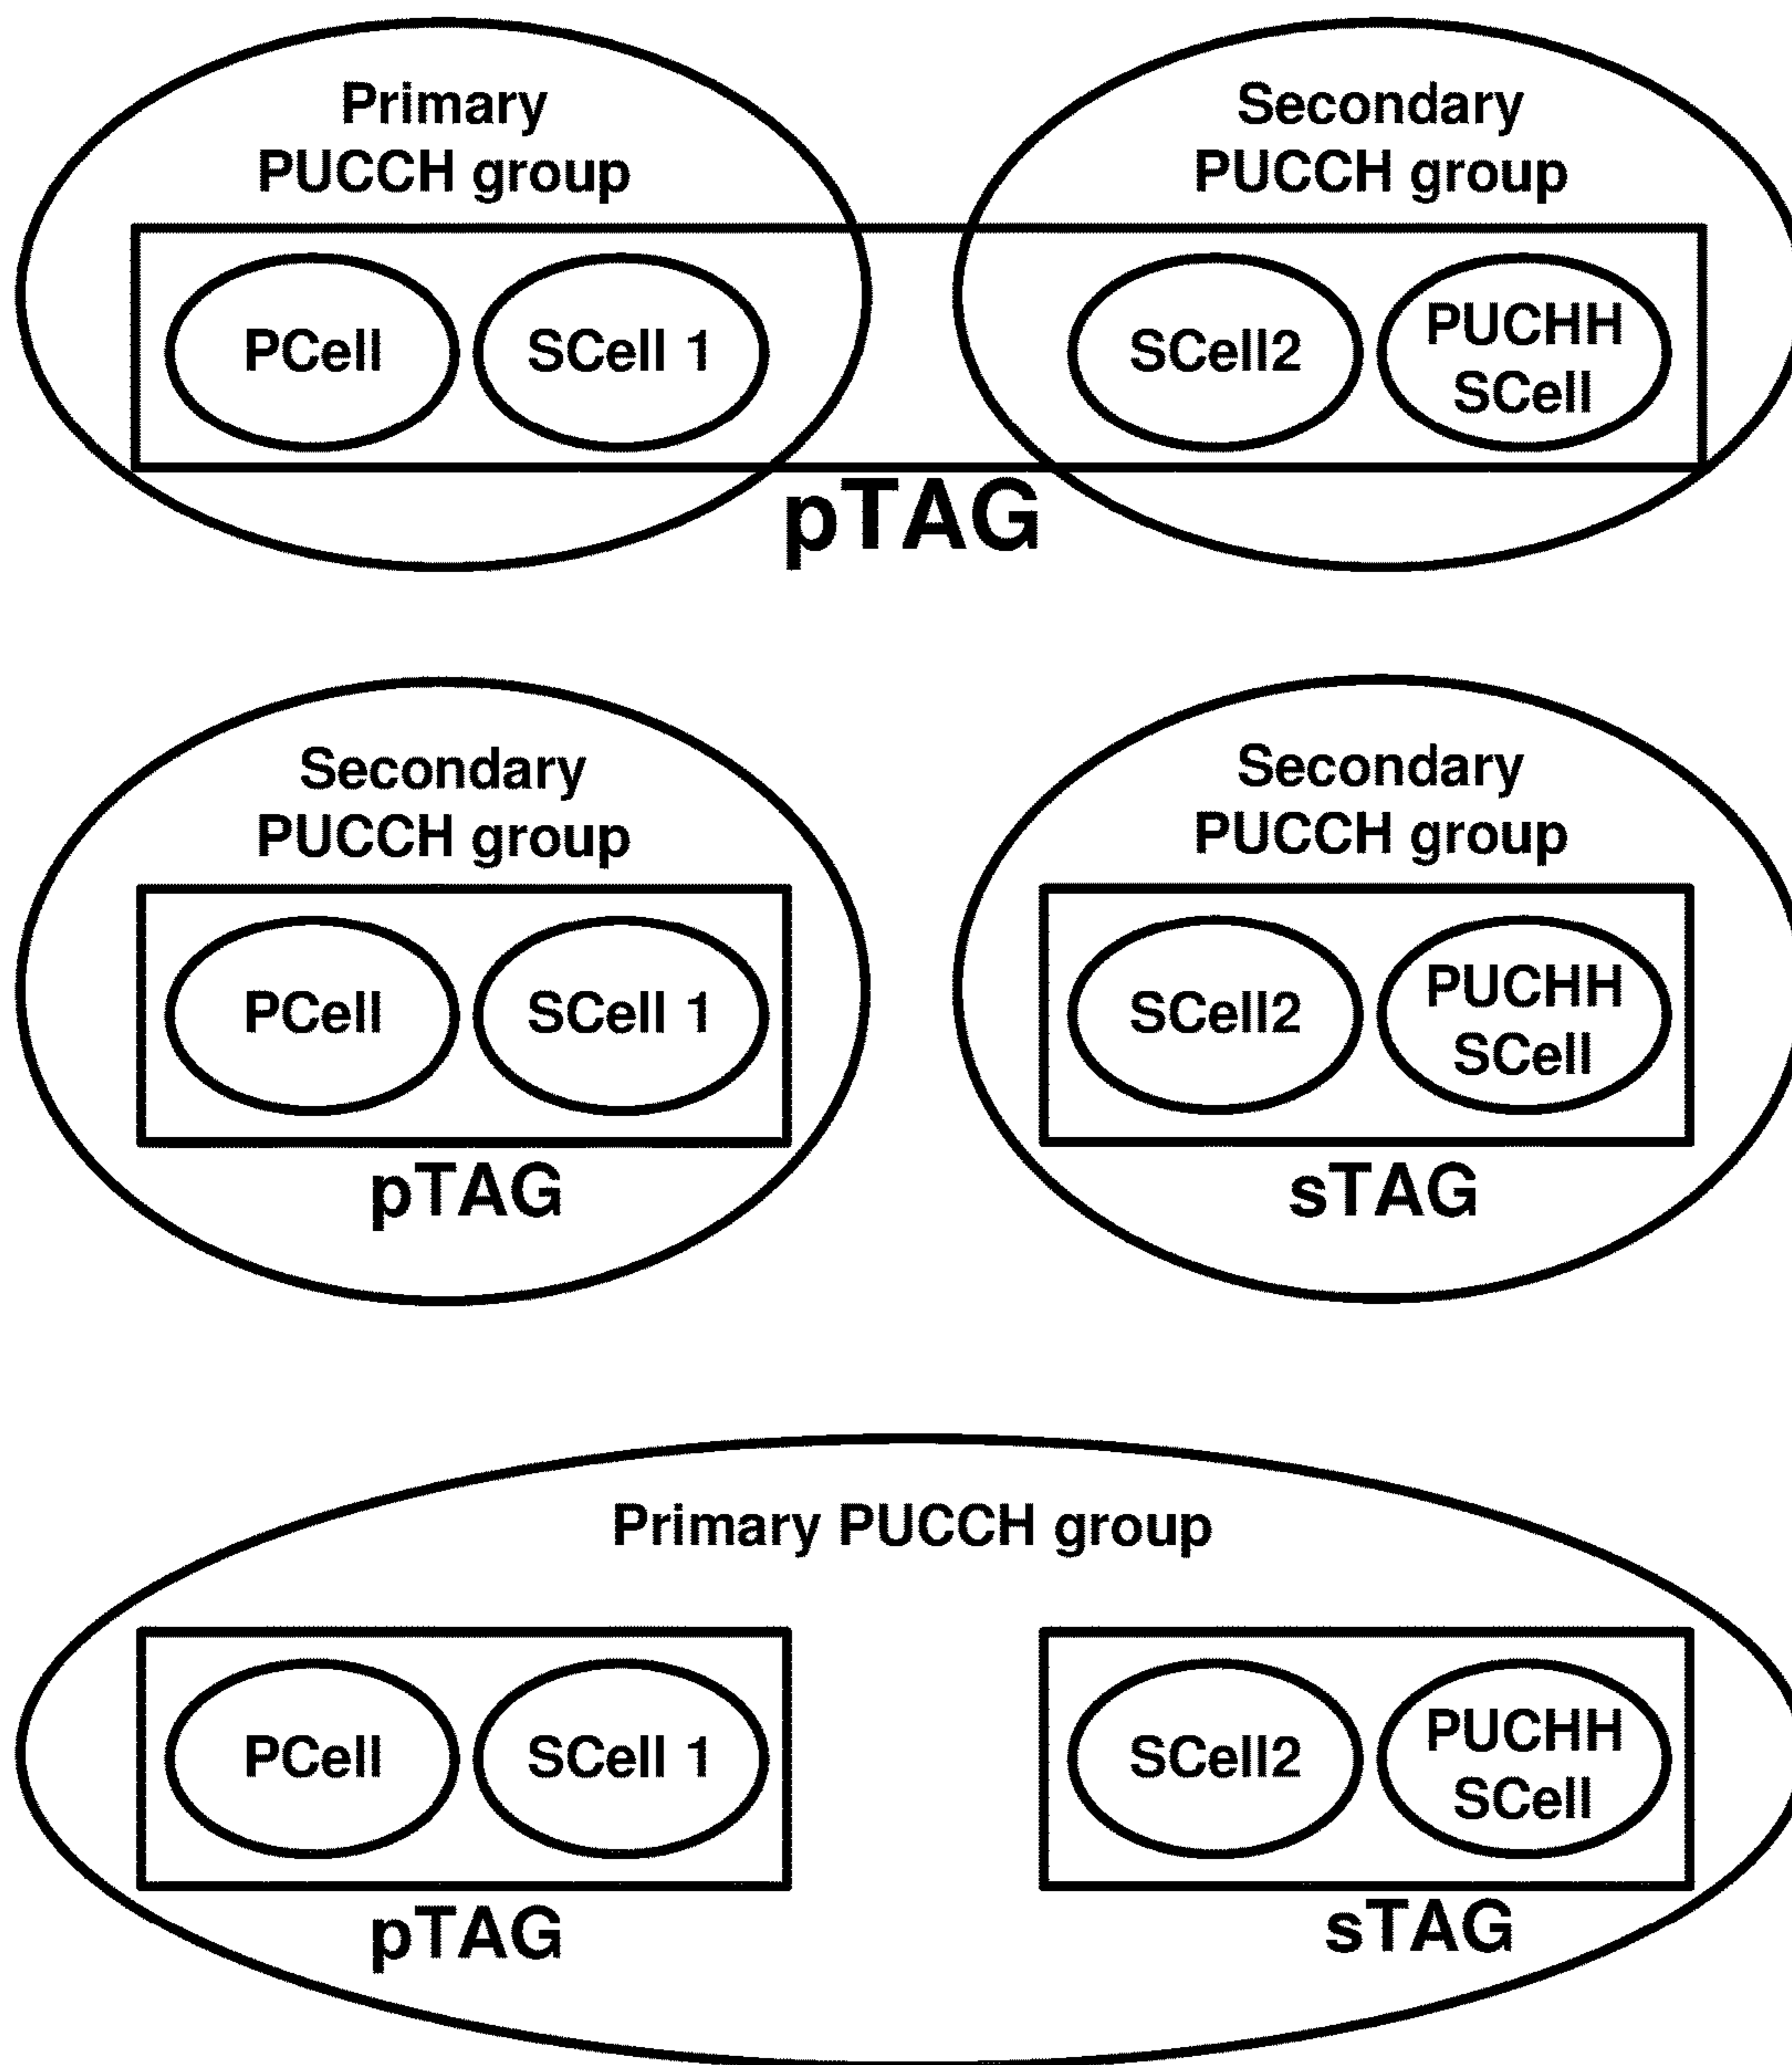 Primary
PUCCH group
Secondary
PUCCH group
PCell
SCell 1
SCell2
PUCHH
SCell
pTAG
Secondary
PUCCH group
Secondary
PUCCH group
PCell
SCell 1
SCell2
PUCHH
SCell
pTAG
sTAG
Primary PUCCH group
PCell
SCell 1
SCell2
PUCHH
SCell
pTAG
sTAG